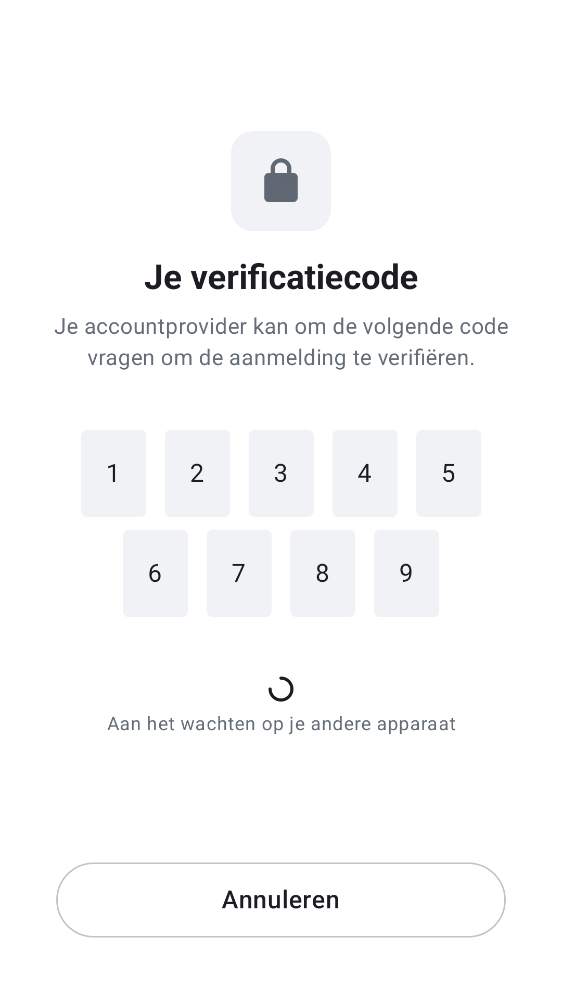 Je verificatiecode
Je accountprovider kan om de volgende code
vragen om de aanmelding te verifiëren.
1 2 3 4 5
6 7 8 9
Aan het wachten op je andere apparaat
Annuleren